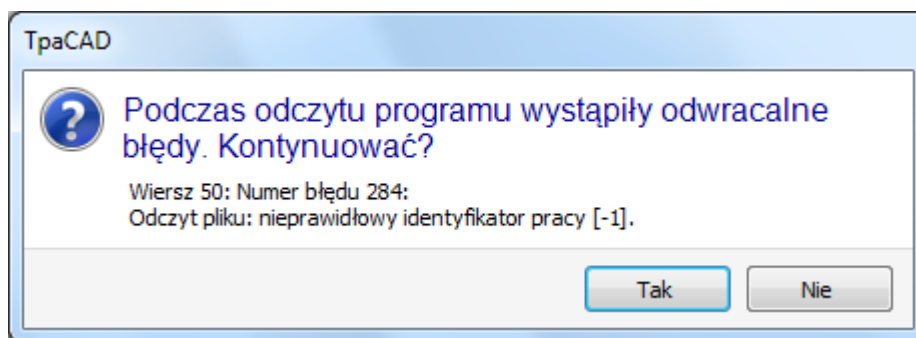 TpaCAD
Podczas odczytu programu wystąpiły odwracalne
błędy. Kontynuować?
Wiersz 50: Numer błędu 284:
Odczyt pliku: nieprawidłowy identyfikator pracy [-1].
Tak
Nie